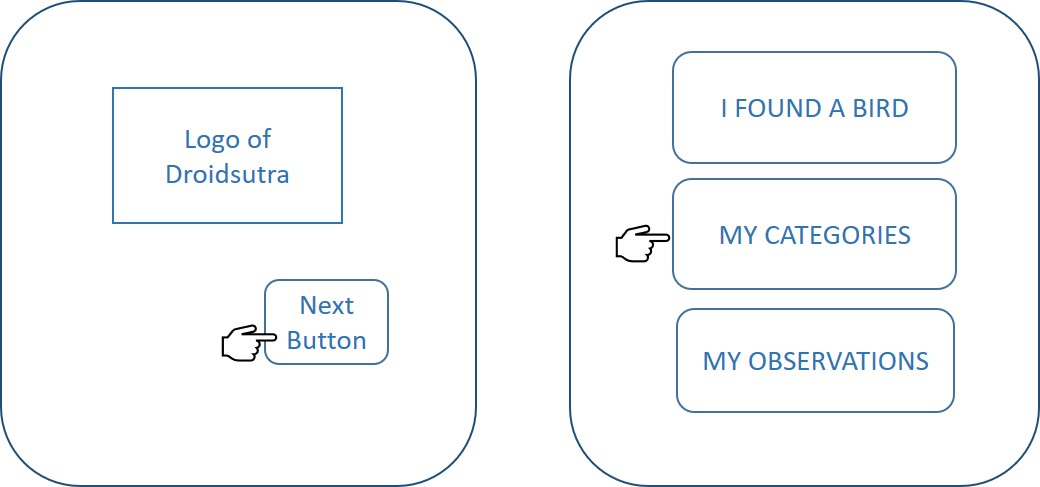 Logo of
Droidsutra
Next
Button
I FOUND A BIRD
MY CATEGORIES
MY OBSERVATIONS